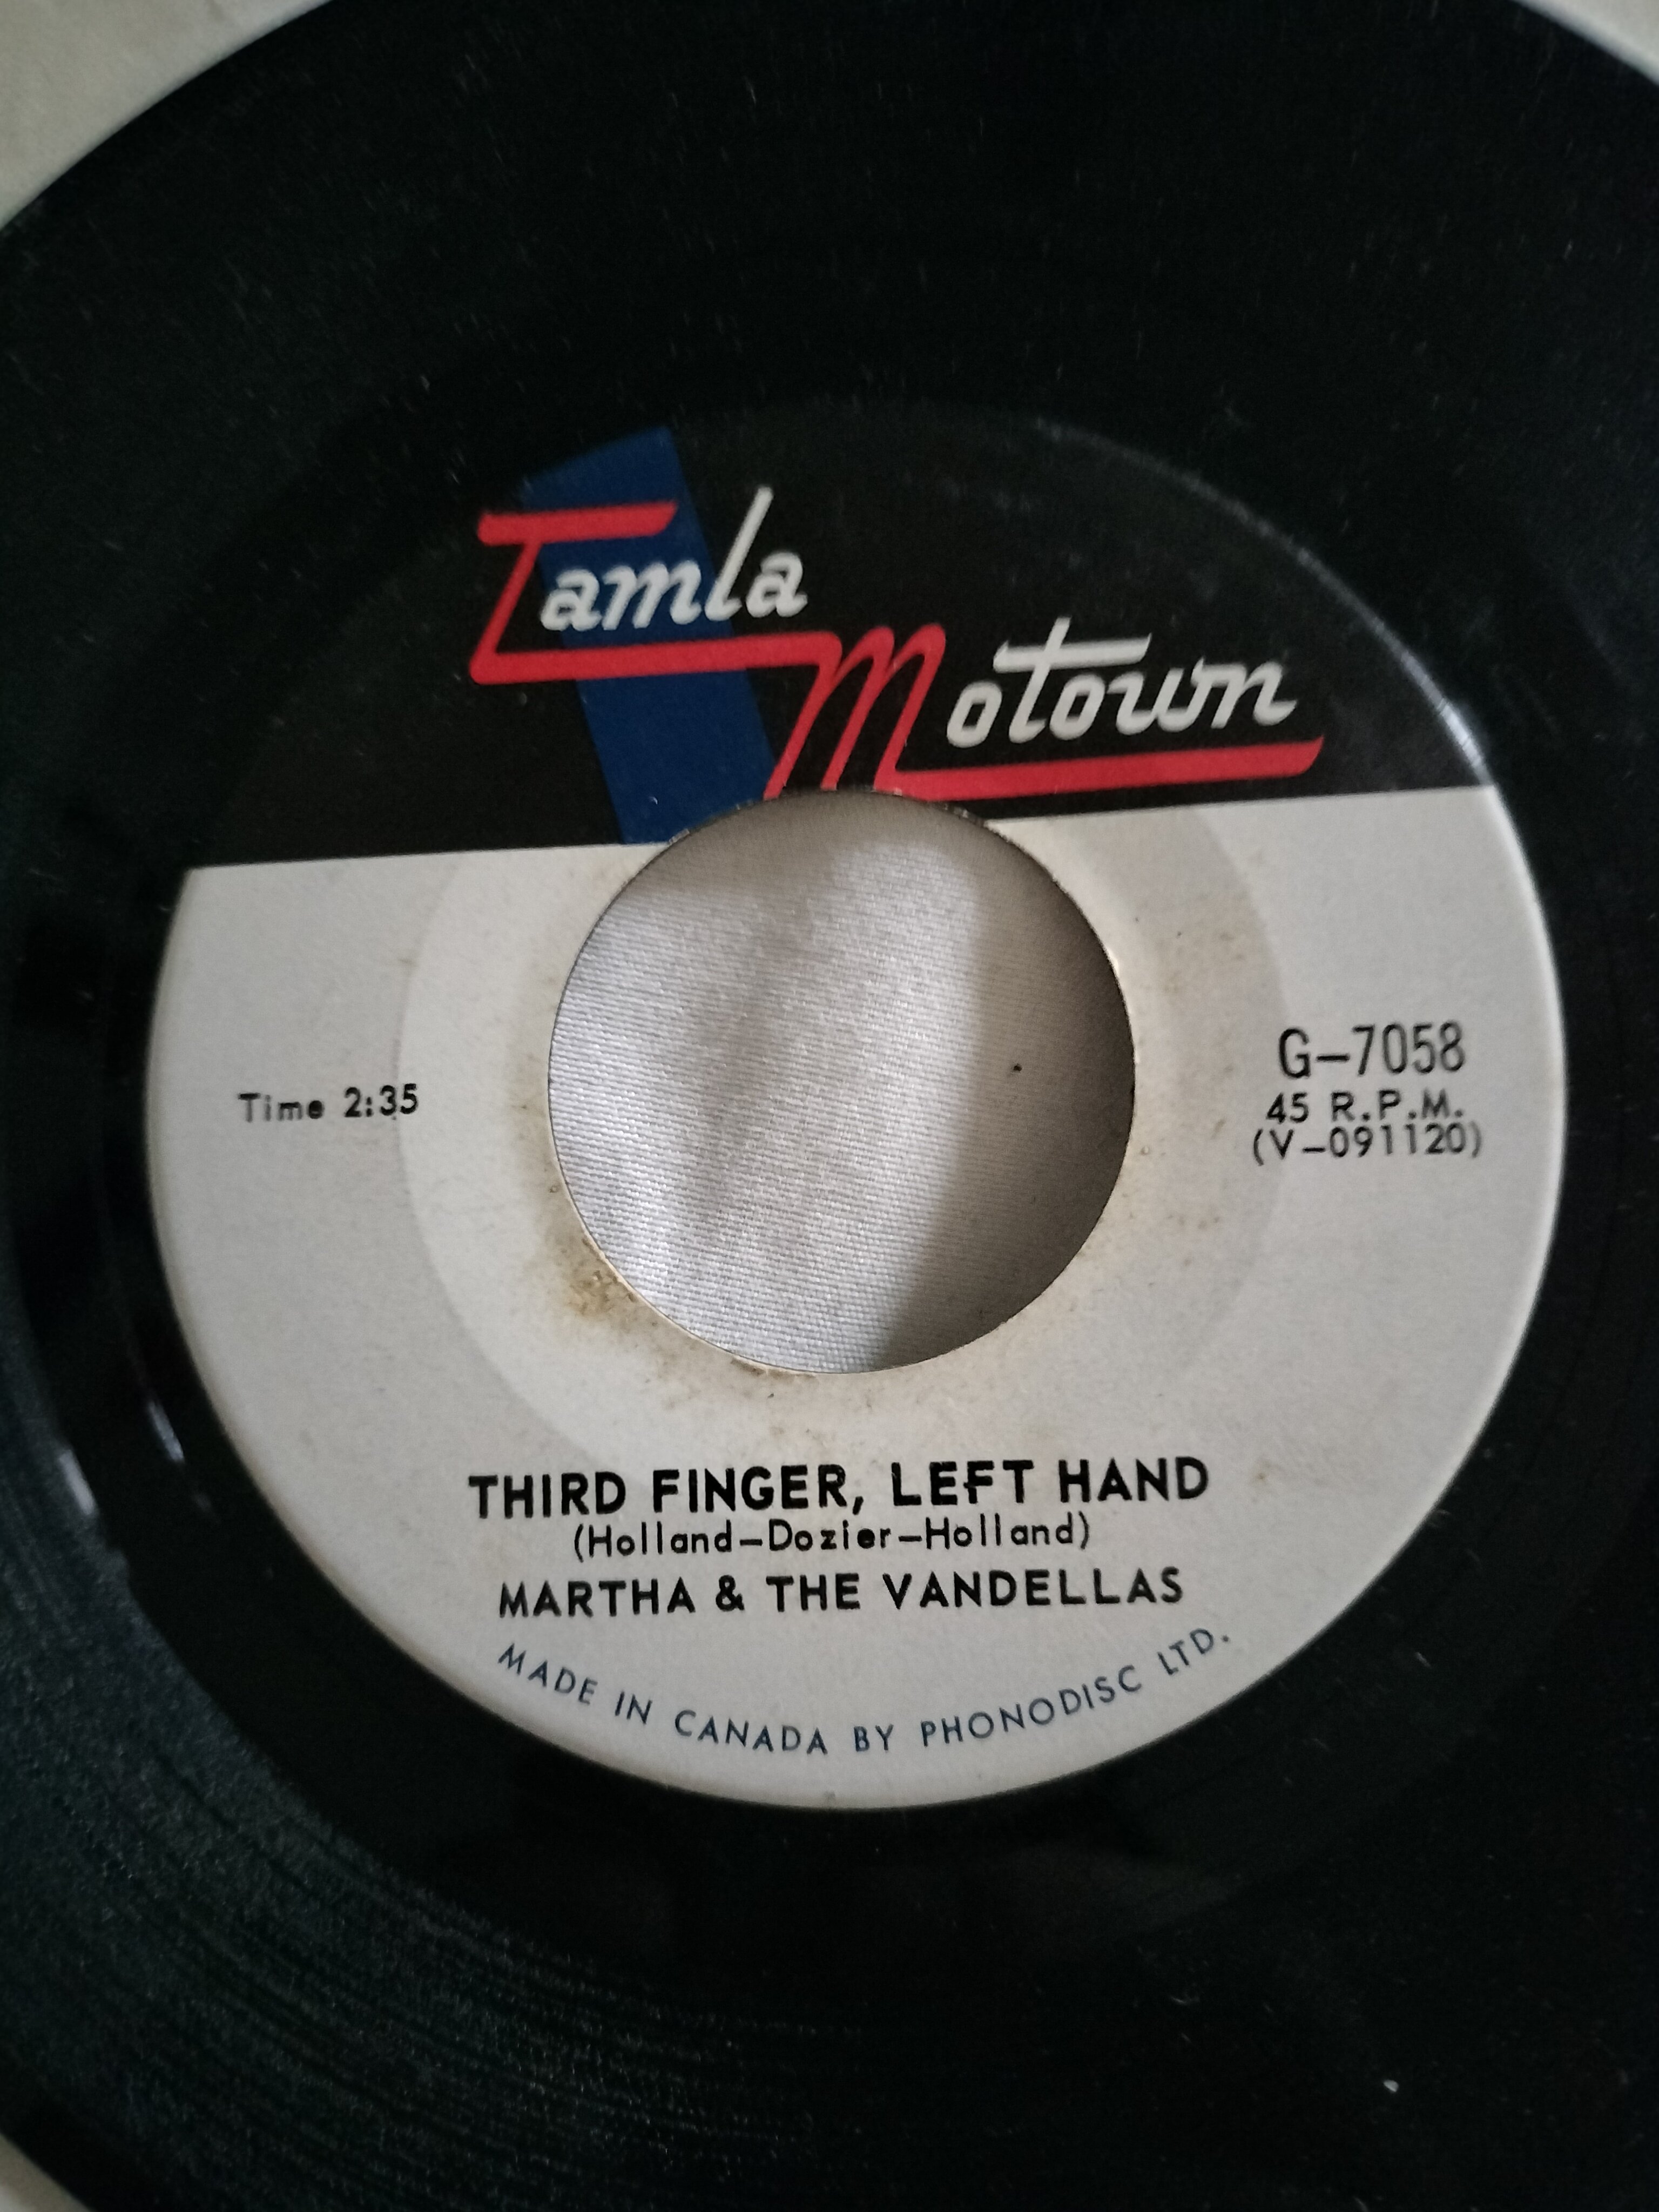 Tamla
Motown
Time 2:35
G-7058
45 R.P.M.
(V-091120)
THIRD FINGER, LEFT HAND
(Holland-Dozier-Holland)
MARTHA & THE VANDELLAS
MADE IN CANADA BY PHONODISC LTD.